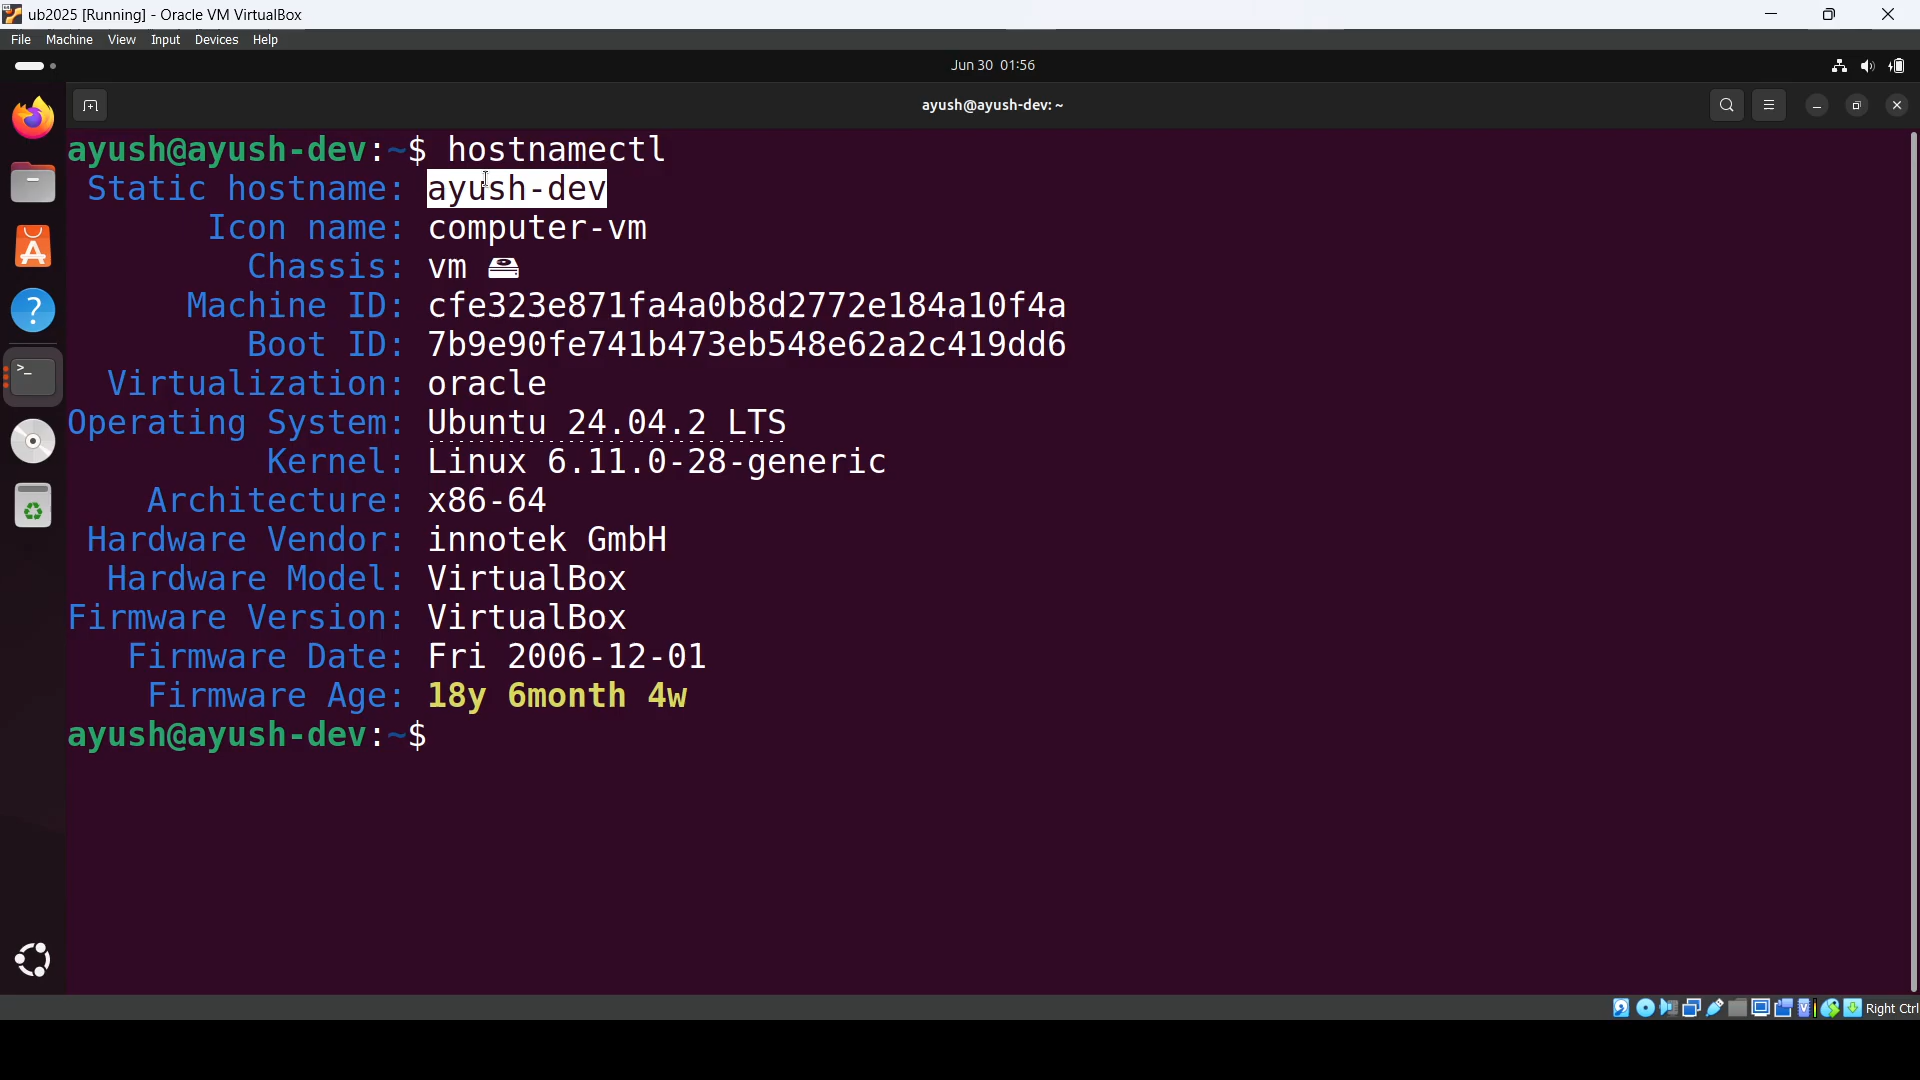 ub2025 [Running] - Oracle VM VirtualBox
File Machine View Input Devices Help
Jun 30 01:56
ayush@ayush-dev: ~
ayush@ayush-dev:~$ hostnamectl
Static hostname: ayush-dev
Icon name: computer-vm
Chassis: vm 🖴
Machine ID: cfe323e871fa4a0b8d2772e184a10f4a
Boot ID: 7b9e90fe741b473eb548e62a2c419dd6
Virtualization: oracle
Operating System: Ubuntu 24.04.2 LTS
Kernel: Linux 6.11.0-28-generic
Architecture: x86-64
Hardware Vendor: innotek GmbH
Hardware Model: VirtualBox
Firmware Version: VirtualBox
Firmware Date: Fri 2006-12-01
Firmware Age: 18y 6month 4w
ayush@ayush-dev:~$
Right Ctrl